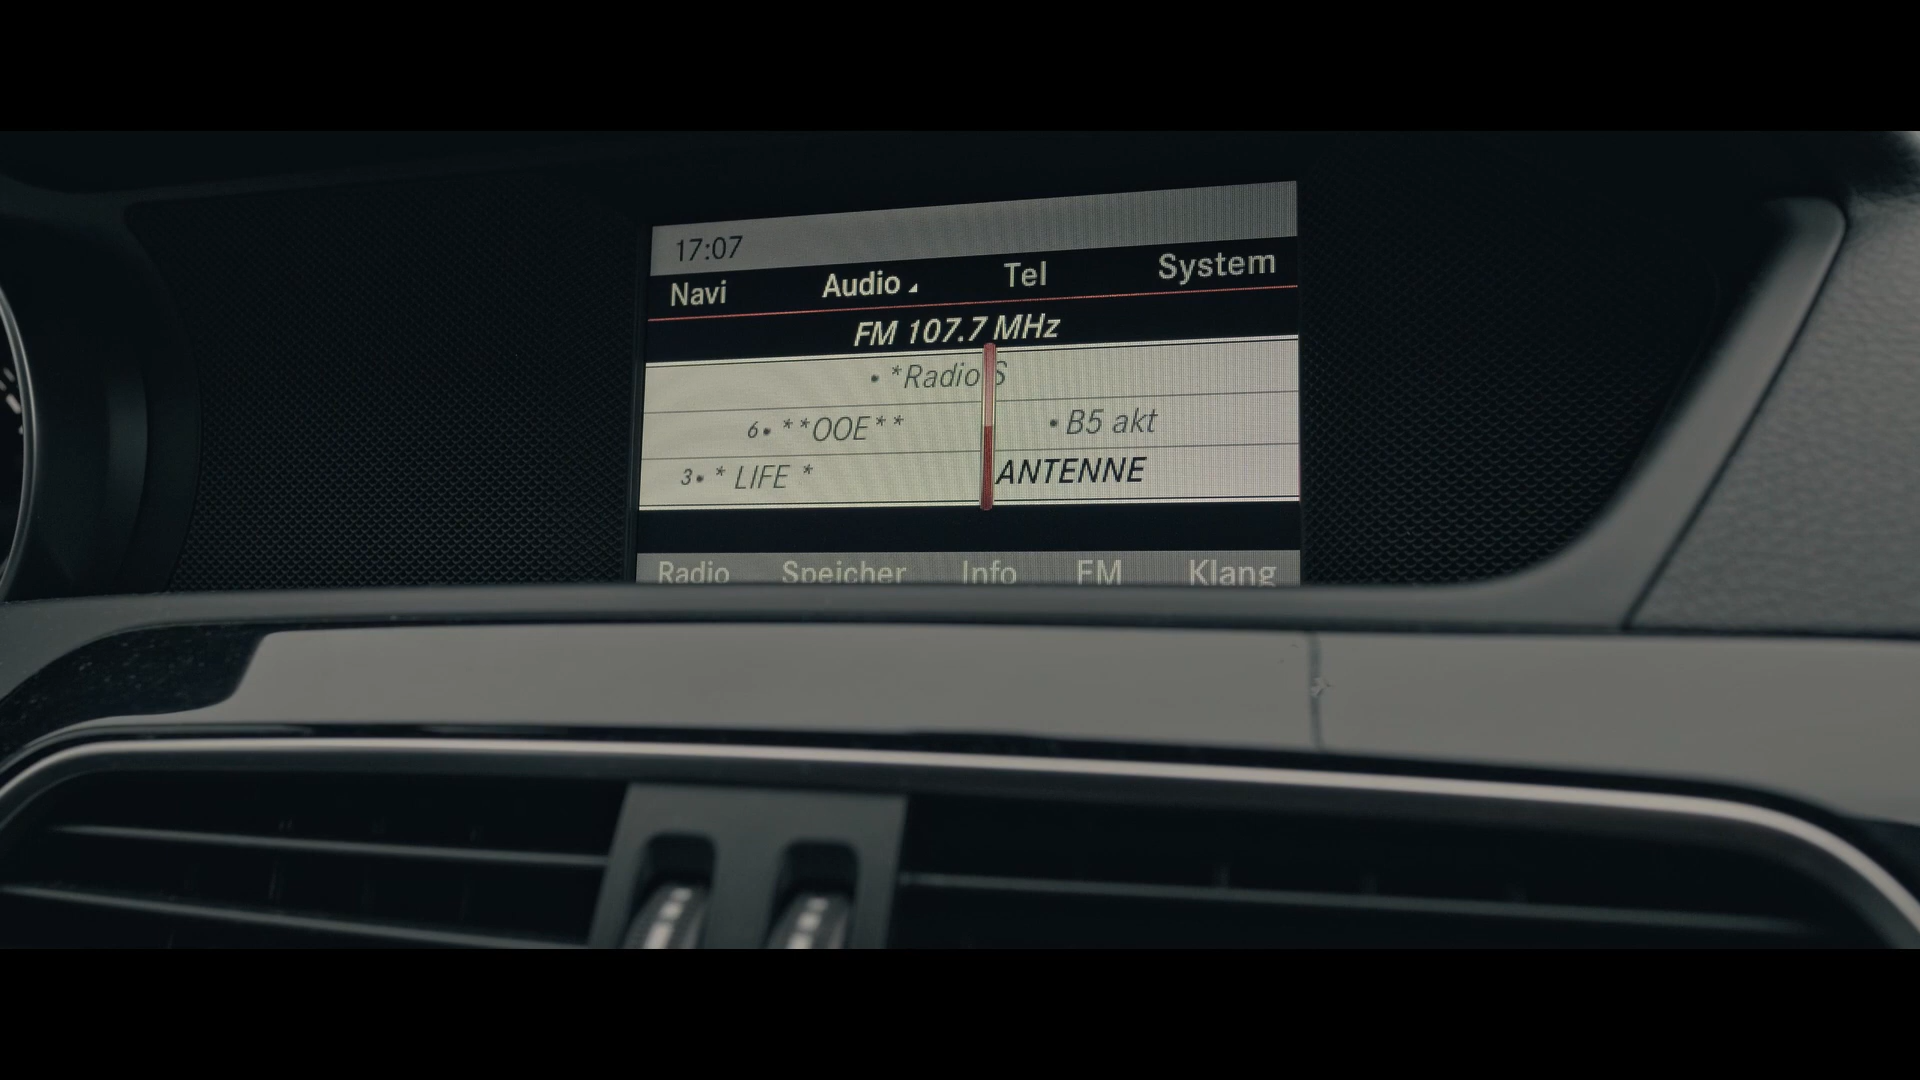 17:07
Navi Audio Tel System
FM 107.7 MHz
• *Radio S
6• **OOE** • B5 akt
3• * LIFE * ANTENNE
Radio Speicher Info FM Klang